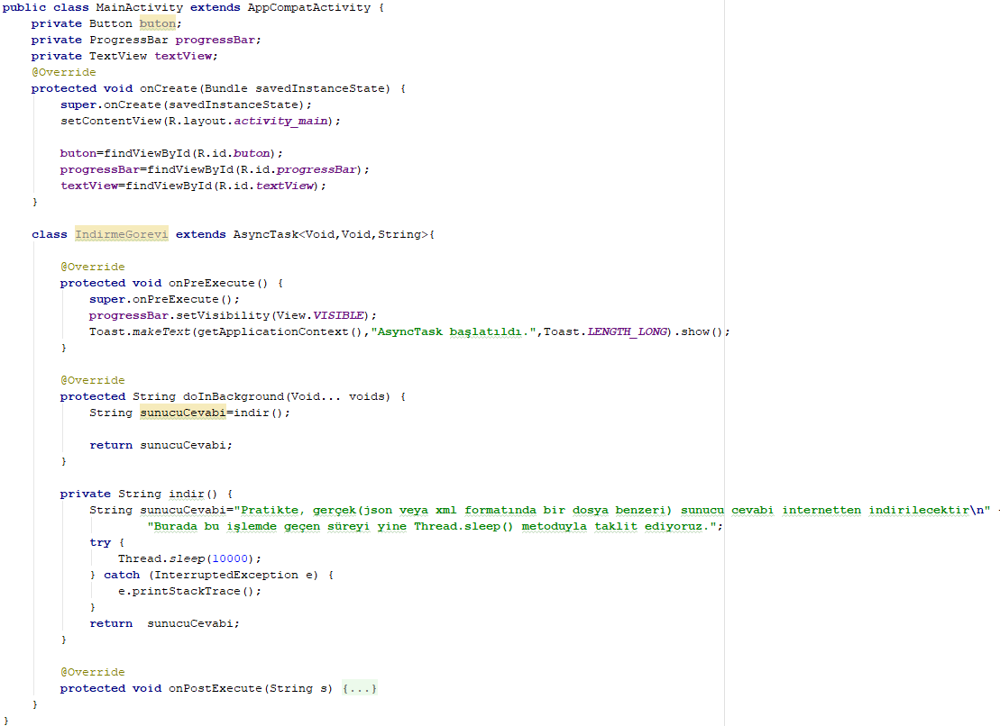 public class MainActivity extends AppCompatActivity {
    private Button buton;
    private ProgressBar progressBar;
    private TextView textView;
    @Override
    protected void onCreate(Bundle savedInstanceState) {
        super.onCreate(savedInstanceState);
        setContentView(R.layout.activity_main);

        buton=findViewById(R.id.buton);
        progressBar=findViewById(R.id.progressBar);
        textView=findViewById(R.id.textView);
    }

    class IndirmeGorevi extends AsyncTask<Void,Void,String>{

        @Override
        protected void onPreExecute() {
            super.onPreExecute();
            progressBar.setVisibility(View.VISIBLE);
            Toast.makeText(getApplicationContext(),"AsyncTask başlatıldı.",Toast.LENGTH_LONG).show();
        }

        @Override
        protected String doInBackground(Void... voids) {
            String sunucuCevabi=indir();

            return sunucuCevabi;
        }

        private String indir() {
            String sunucuCevabi="Pratikte, gerçek(json veya xml formatında bir dosya benzeri) sunucu cevabi internetten indirilecektir\n"
                    "Burada bu işlemde geçen süreyi yine Thread.sleep() metoduyla taklit ediyoruz.";
            try {
                Thread.sleep(10000);
            } catch (InterruptedException e) {
                e.printStackTrace();
            }
            return  sunucuCevabi;
        }

        @Override
        protected void onPostExecute(String s) {...}
    }
}